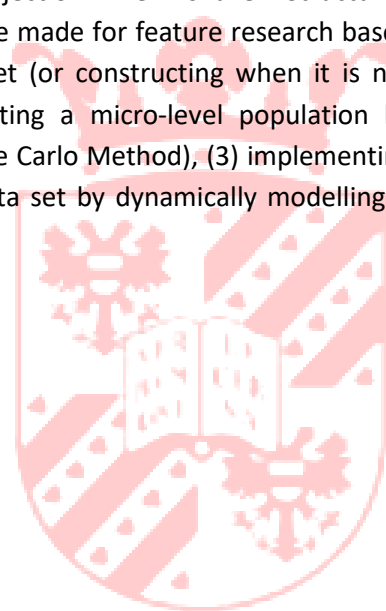 made for feature research
et (or constructing when it is n
ting a micro-level population
e Carlo Method), (3) implementin
ta set by dynamically modelling